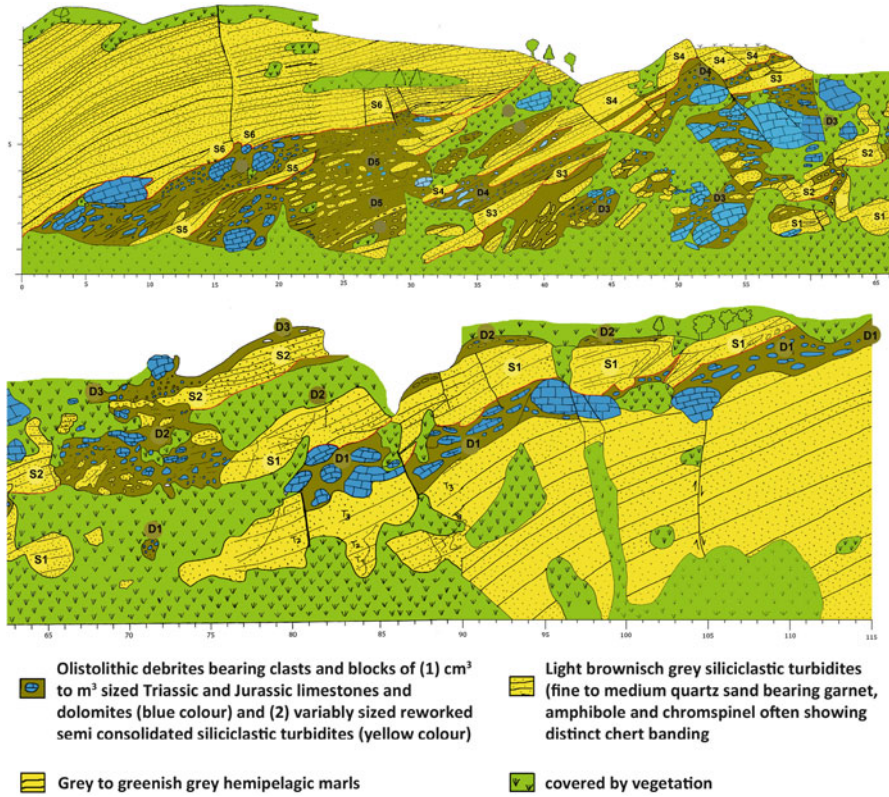 S4 S4 S4
D4 S3
S6 S4
D3
S6
S6
5
S2
D5 S5
S3
S4 D4 S2
D3
D5 D3
S3 S1 S1
S5
0 5 10 15 20 25 30 35 40 45 50 55 60 65
D3 D2 D2 D1
D1
S2 S1
S1
D3 S2 D2
D2
D1
S1 D1
S2
T3
D1
S1
65 70 75 80 85 90 95 100 105 110 115
Olistolithic debrites bearing clasts and blocks of (1) cm³
to m³ sized Triassic and Jurassic limestones and
dolomites (blue colour) and (2) variably sized reworked
semi consolidated siliciclastic turbidites (yellow colour)
Light brownisch grey siliciclastic turbidites
(fine to medium quartz sand bearing garnet,
amphibole and chromspinel often showing
distinct chert banding
Grey to greenish grey hemipelagic marls
covered by vegetation